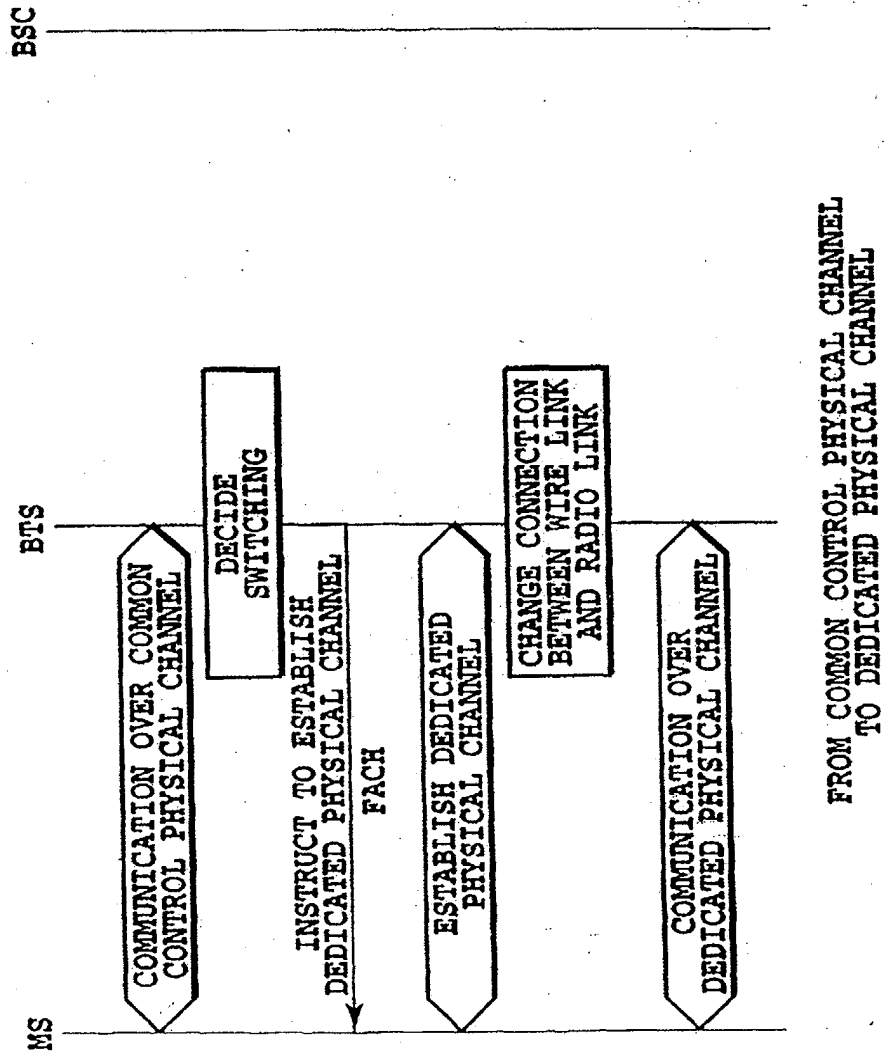 MS
BTS
BSC
COMMUNICATION OVER COMMON
CONTROL PHYSICAL CHANNEL
DECIDE
SWITCHING
INSTRUCT TO ESTABLISH
DEDICATED PHYSICAL CHANNEL
FACH
ESTABLISH DEDICATED
PHYSICAL CHANNEL
CHANGE CONNECTION
BETWEEN WIRE LINK
AND RADIO LINK
COMMUNICATION OVER
DEDICATED PHYSICAL CHANNEL
FROM COMMON CONTROL PHYSICAL CHANNEL
TO DEDICATED PHYSICAL CHANNEL